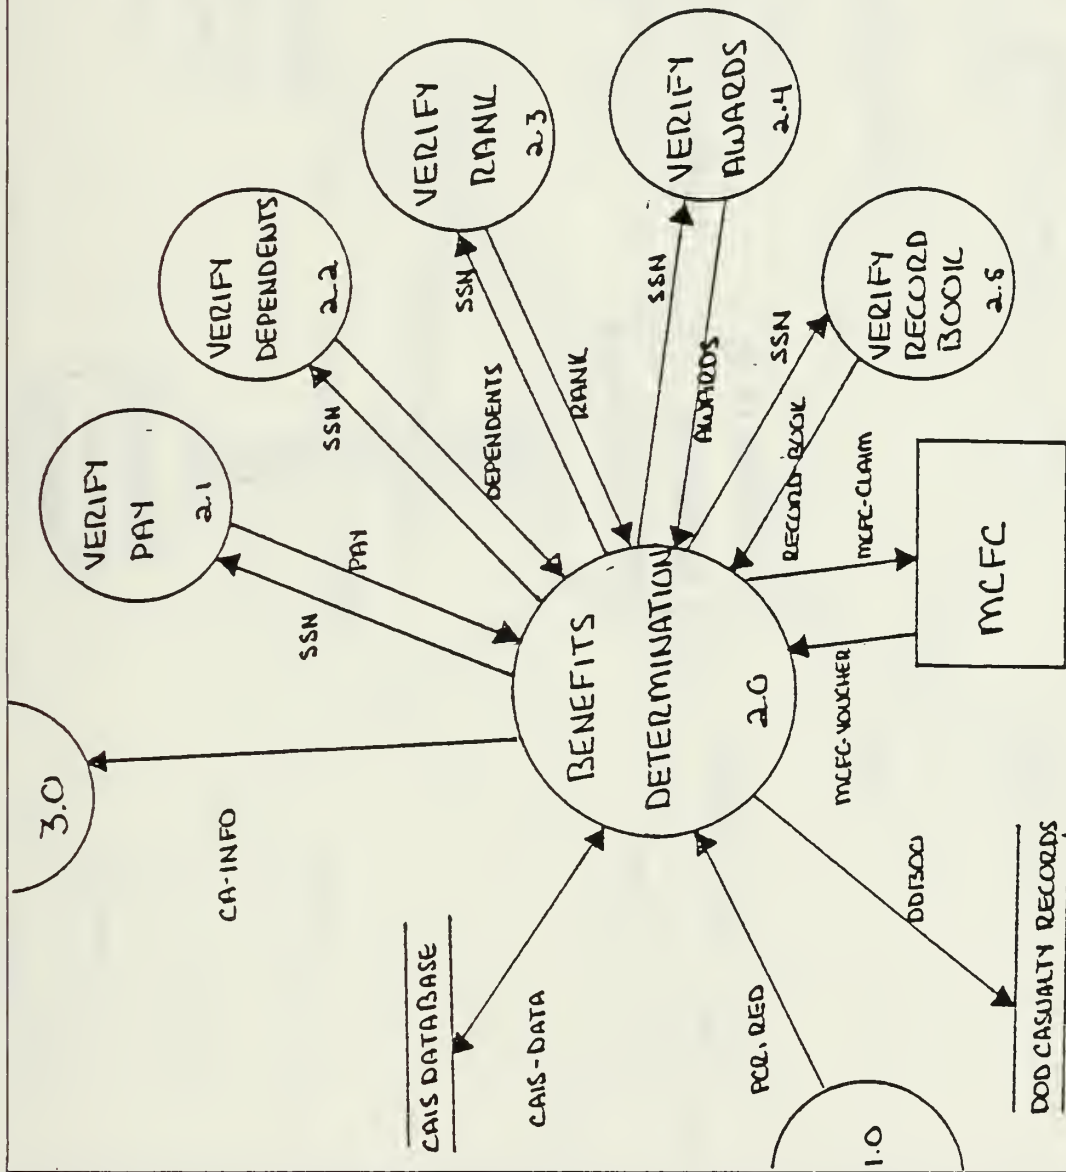 3.0
CA-INFO
VERIFY
PAY
2.1
SSN
PAY
VERIFY
DEPENDENTS
2.2
SSN
DEPENDENTS
VERIFY
RANK
2.3
SSN
RANK
VERIFY
AWARDS
2.4
SSN
AWARDS
VERIFY
RECORD
BOOK
2.5
SSN
RECORD BOOK
BENEFITS
DETERMINATION
2.0
MCFC-CLAIM
MCFC-VOUCHER
MCFC
CAIS DATABASE
CAIS-DATA
PCR, RED
1.0
DD1300
DOD CASUALTY RECORDS